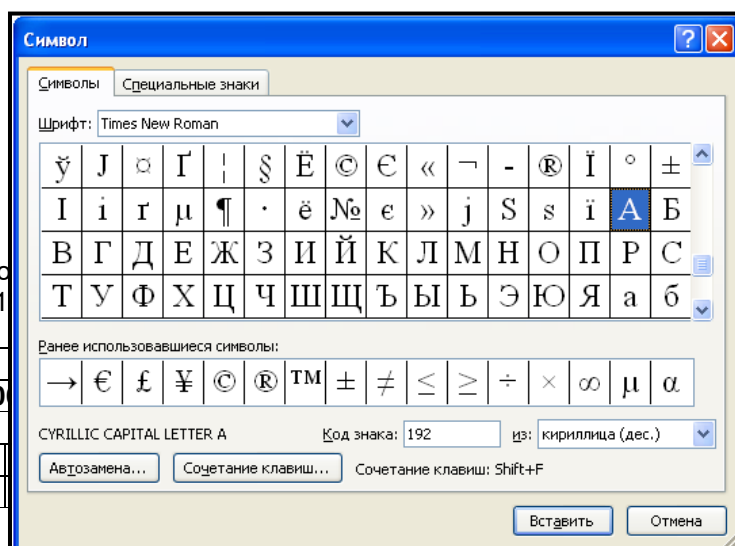 Символ
Символы Специальные знаки
Шрифт: Times New Roman
ў Ј ¤ Ґ ¦ § Ё © Є « ¬ - ® Ї ° ±
І і ґ µ ¶ · ё № є » ј Ѕ ѕ ї А Б
В Г Д Е Ж З И Й К Л М Н О П Р С
Т У Ф Х Ц Ч Ш Щ Ъ Ы Ь Э Ю Я а б
Ранее использовавшиеся символы:
→ € £ ¥ © ® ™ ± ≠ ≤ ≥ ÷ × ∞ µ α
CYRILLIC CAPITAL LETTER A Код знака: 192 из: кириллица (дес.)
Автозамена... Сочетание клавиш... Сочетание клавиш: Shift+F
Вставить Отмена